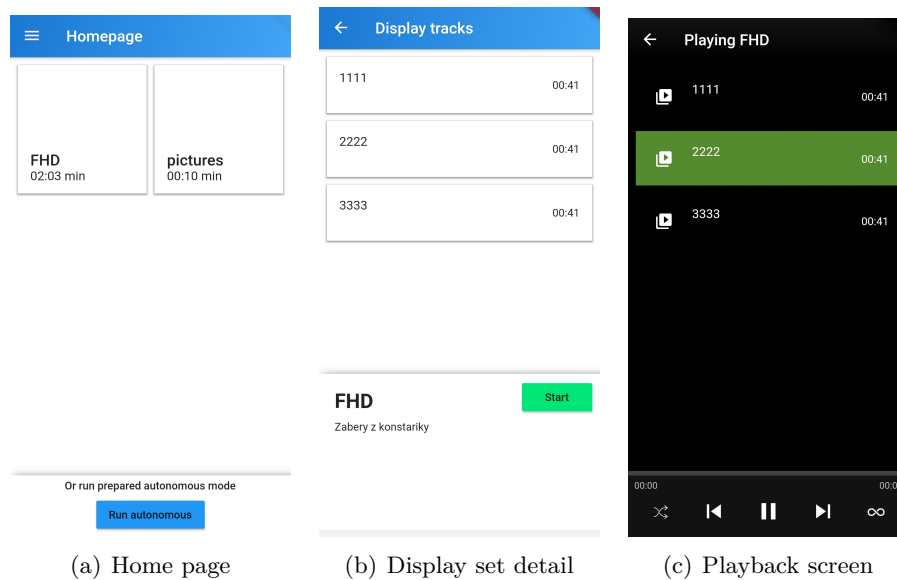 Homepage
FHD
02:03 min
pictures
00:10 min
Or run prepared autonomous mode
Run autonomous
(a) Home page
Display tracks
1111
00:41
2222
00:41
3333
00:41
FHD
Start
Zabery z konstariky
(b) Display set detail
Playing FHD
1111
00:41
2222
00:41
3333
00:41
00:00
00:0
(c) Playback screen